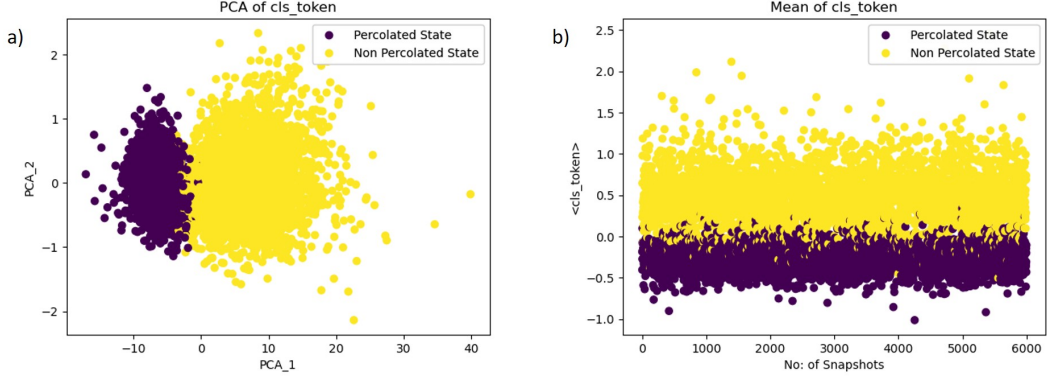 a)
PCA of cls_token
Percolated State
Non Percolated State
2
1
0
−1
−2
PCA_2
−10
0
10
20
30
40
PCA_1
b)
Mean of cls_token
Percolated State
Non Percolated State
2.5
2.0
1.5
1.0
0.5
0.0
−0.5
−1.0
<cls_token>
0
1000
2000
3000
4000
5000
6000
No: of Snapshots